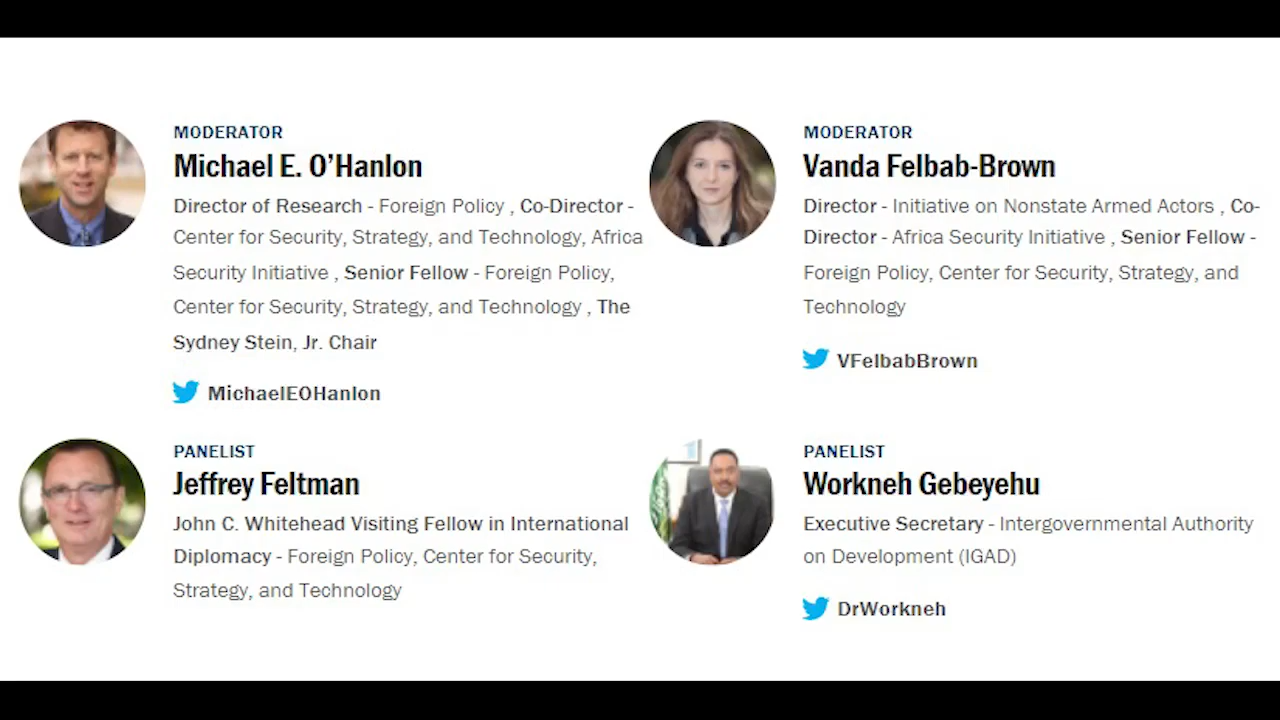 MODERATOR
Michael E. O’Hanlon
Director of Research - Foreign Policy , Co-Director -
Center for Security, Strategy, and Technology, Africa
Security Initiative , Senior Fellow - Foreign Policy,
Center for Security, Strategy, and Technology , The
Sydney Stein, Jr. Chair
MichaelEOHanlon
MODERATOR
Vanda Felbab-Brown
Director - Initiative on Nonstate Armed Actors , Co-
Director - Africa Security Initiative , Senior Fellow -
Foreign Policy, Center for Security, Strategy, and
Technology
VFelbabBrown
PANELIST
Jeffrey Feltman
John C. Whitehead Visiting Fellow in International
Diplomacy - Foreign Policy, Center for Security,
Strategy, and Technology
PANELIST
Workneh Gebeyehu
Executive Secretary - Intergovernmental Authority
on Development (IGAD)
DrWorkneh